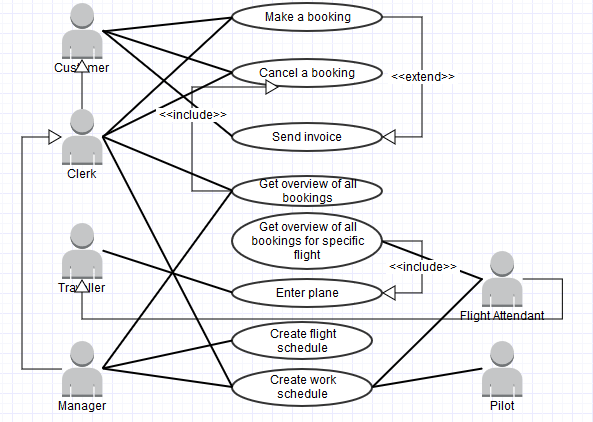 Make a booking
Customer
Cancel a booking
<<extend>>
<<include>>
Send invoice
Clerk
Get overview of all
bookings
Get overview of all
bookings for specific
flight
<<include>>
Traveller
Enter plane
Flight Attendant
Create flight
schedule
Create work
schedule
Manager
Pilot